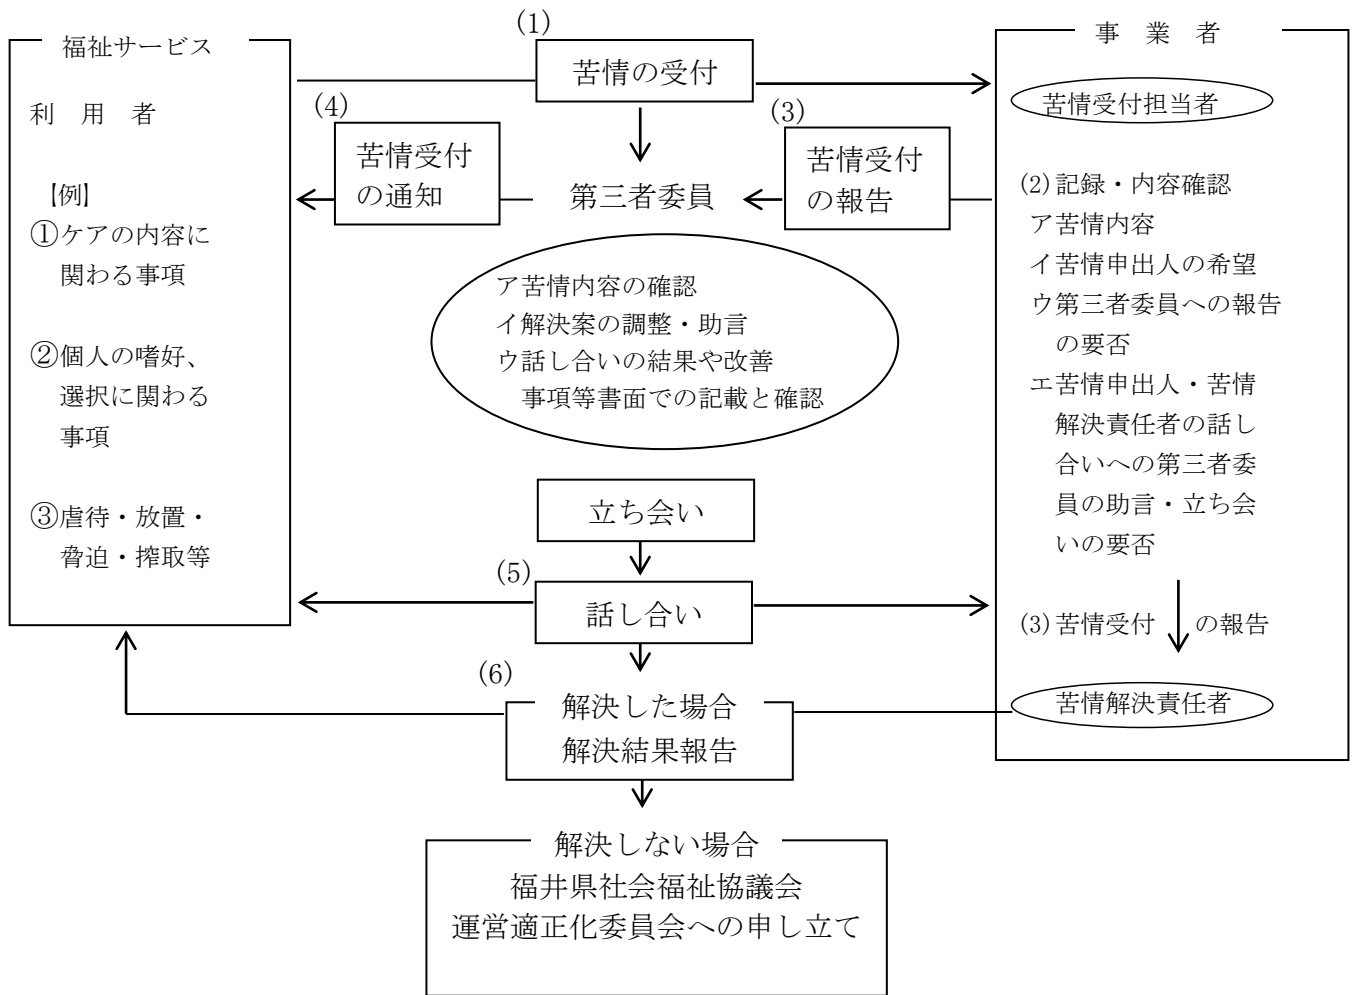 福祉サービス
利 用 者
【例】
①ケアの内容に
関わる事項
②個人の嗜好、
選択に関わる
事項
③虐待・放置・
脅迫・搾取等
(1)
苦情の受付
(4)
苦情受付
の通知
第三者委員
(3)
苦情受付
の報告
ア苦情内容の確認
イ解決案の調整・助言
ウ話し合いの結果や改善
事項等書面での記載と確認
立ち会い
(5)
話し合い
(6)
解決した場合
解決結果報告
解決しない場合
福井県社会福祉協議会
運営適正化委員会への申し立て
事 業 者
苦情受付担当者
(2)記録・内容確認
ア苦情内容
イ苦情申出人の希望
ウ第三者委員への報告
の要否
エ苦情申出人・苦情
解決責任者の話し
合いへの第三者委
員の助言・立ち会
いの要否
(3)苦情受付 の報告
苦情解決責任者